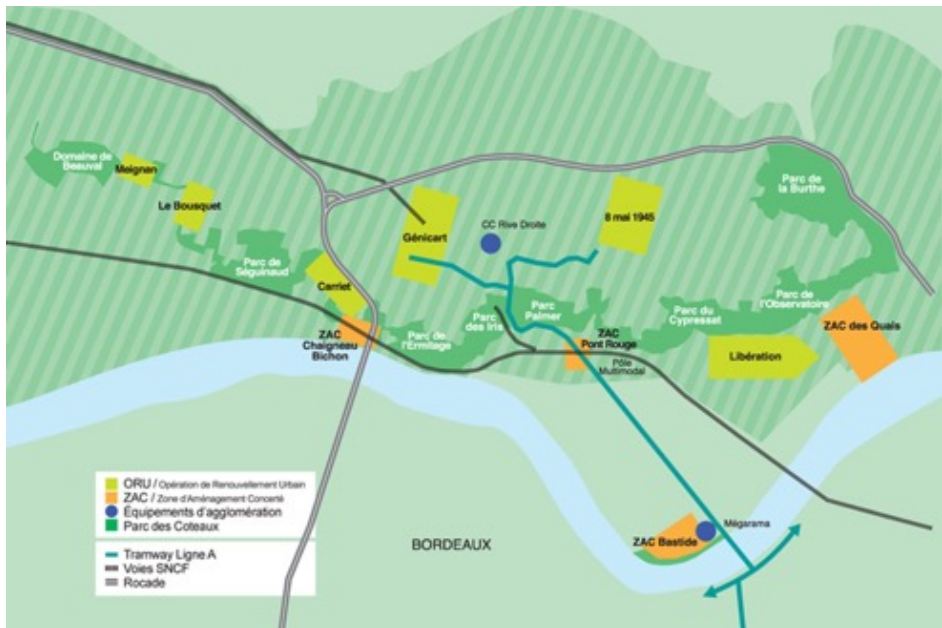 Domaine de
Beauval
Meignan
Le Bousquet
Parc de
Séguinaud
Carriet
ZAC
Chaigneau
Bichon
Parc de
l'Ermitage
Génicart
CC Rive Droite
8 mai 1945
Parc
des Iris
Parc
Palmer
ZAC
Pont Rouge
Pôle
Multimodal
Parc du
Cypressat
Parc de
l'Observatoire
Parc de
la Burthe
ZAC des Quais
Libération
Mégarama
ZAC Bastide
BORDEAUX
ORU / Opération de Renouvellement Urbain
ZAC / Zone d'Aménagement Concerté
Équipements d'agglomération
Parc des Coteaux
Tramway Ligne A
Voies SNCF
Rocade